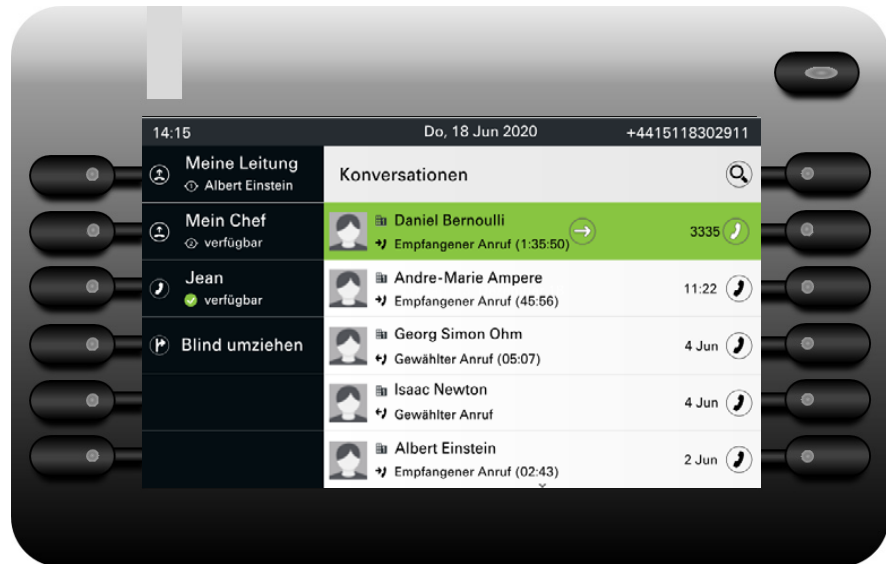 14:15 Do, 18 Jun 2020 +4415118302911
Meine Leitung
1 Albert Einstein
Mein Chef
2 verfügbar
Jean
verfügbar
Blind umziehen
Konversationen
Daniel Bernoulli
Empfangener Anruf (1:35:50)
3335
Andre-Marie Ampere
Empfangener Anruf (45:56)
11:22
Georg Simon Ohm
Gewählter Anruf (05:07)
4 Jun
Isaac Newton
Gewählter Anruf
4 Jun
Albert Einstein
Empfangener Anruf (02:43)
2 Jun